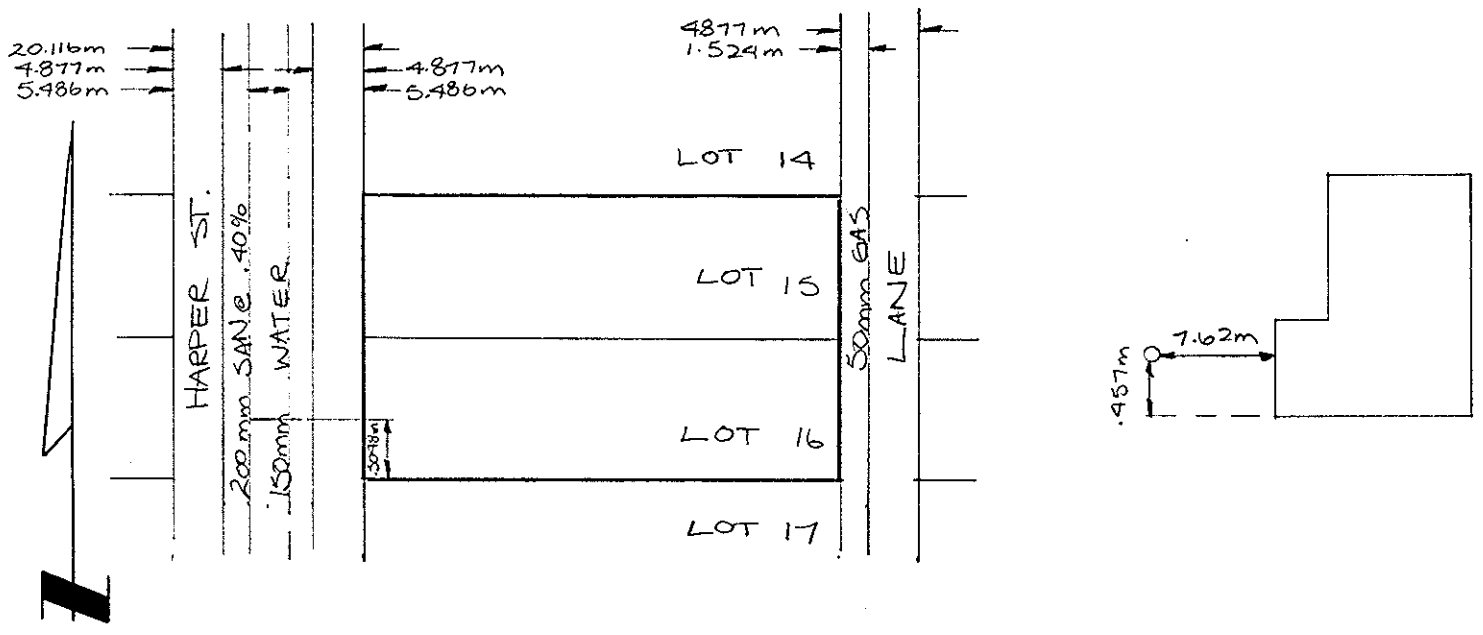 20.116m
4.877m
5.486m
4.877m
5.486m
4877m
1.524m
LOT 14
HARPER ST.
200mm SAN @ .40%
150mm WATER
LOT 15
50mm GAS
LANE
7.62m
.457m
LOT 16
LOT 17
N